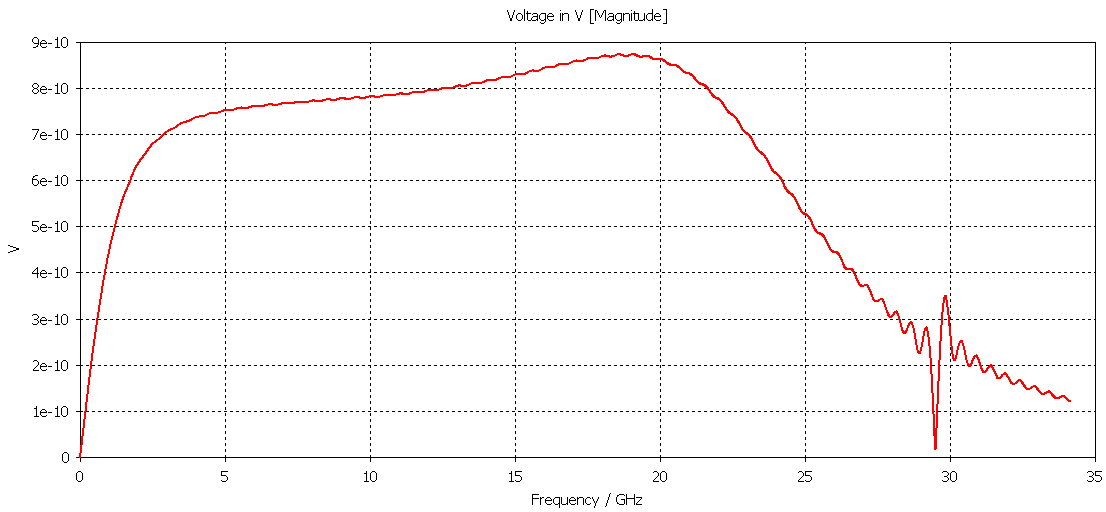 Voltage in V [Magnitude]
9e-10
8e-10
7e-10
6e-10
5e-10
4e-10
3e-10
2e-10
1e-10
0
V
0 5 10 15 20 25 30 35
Frequency / GHz